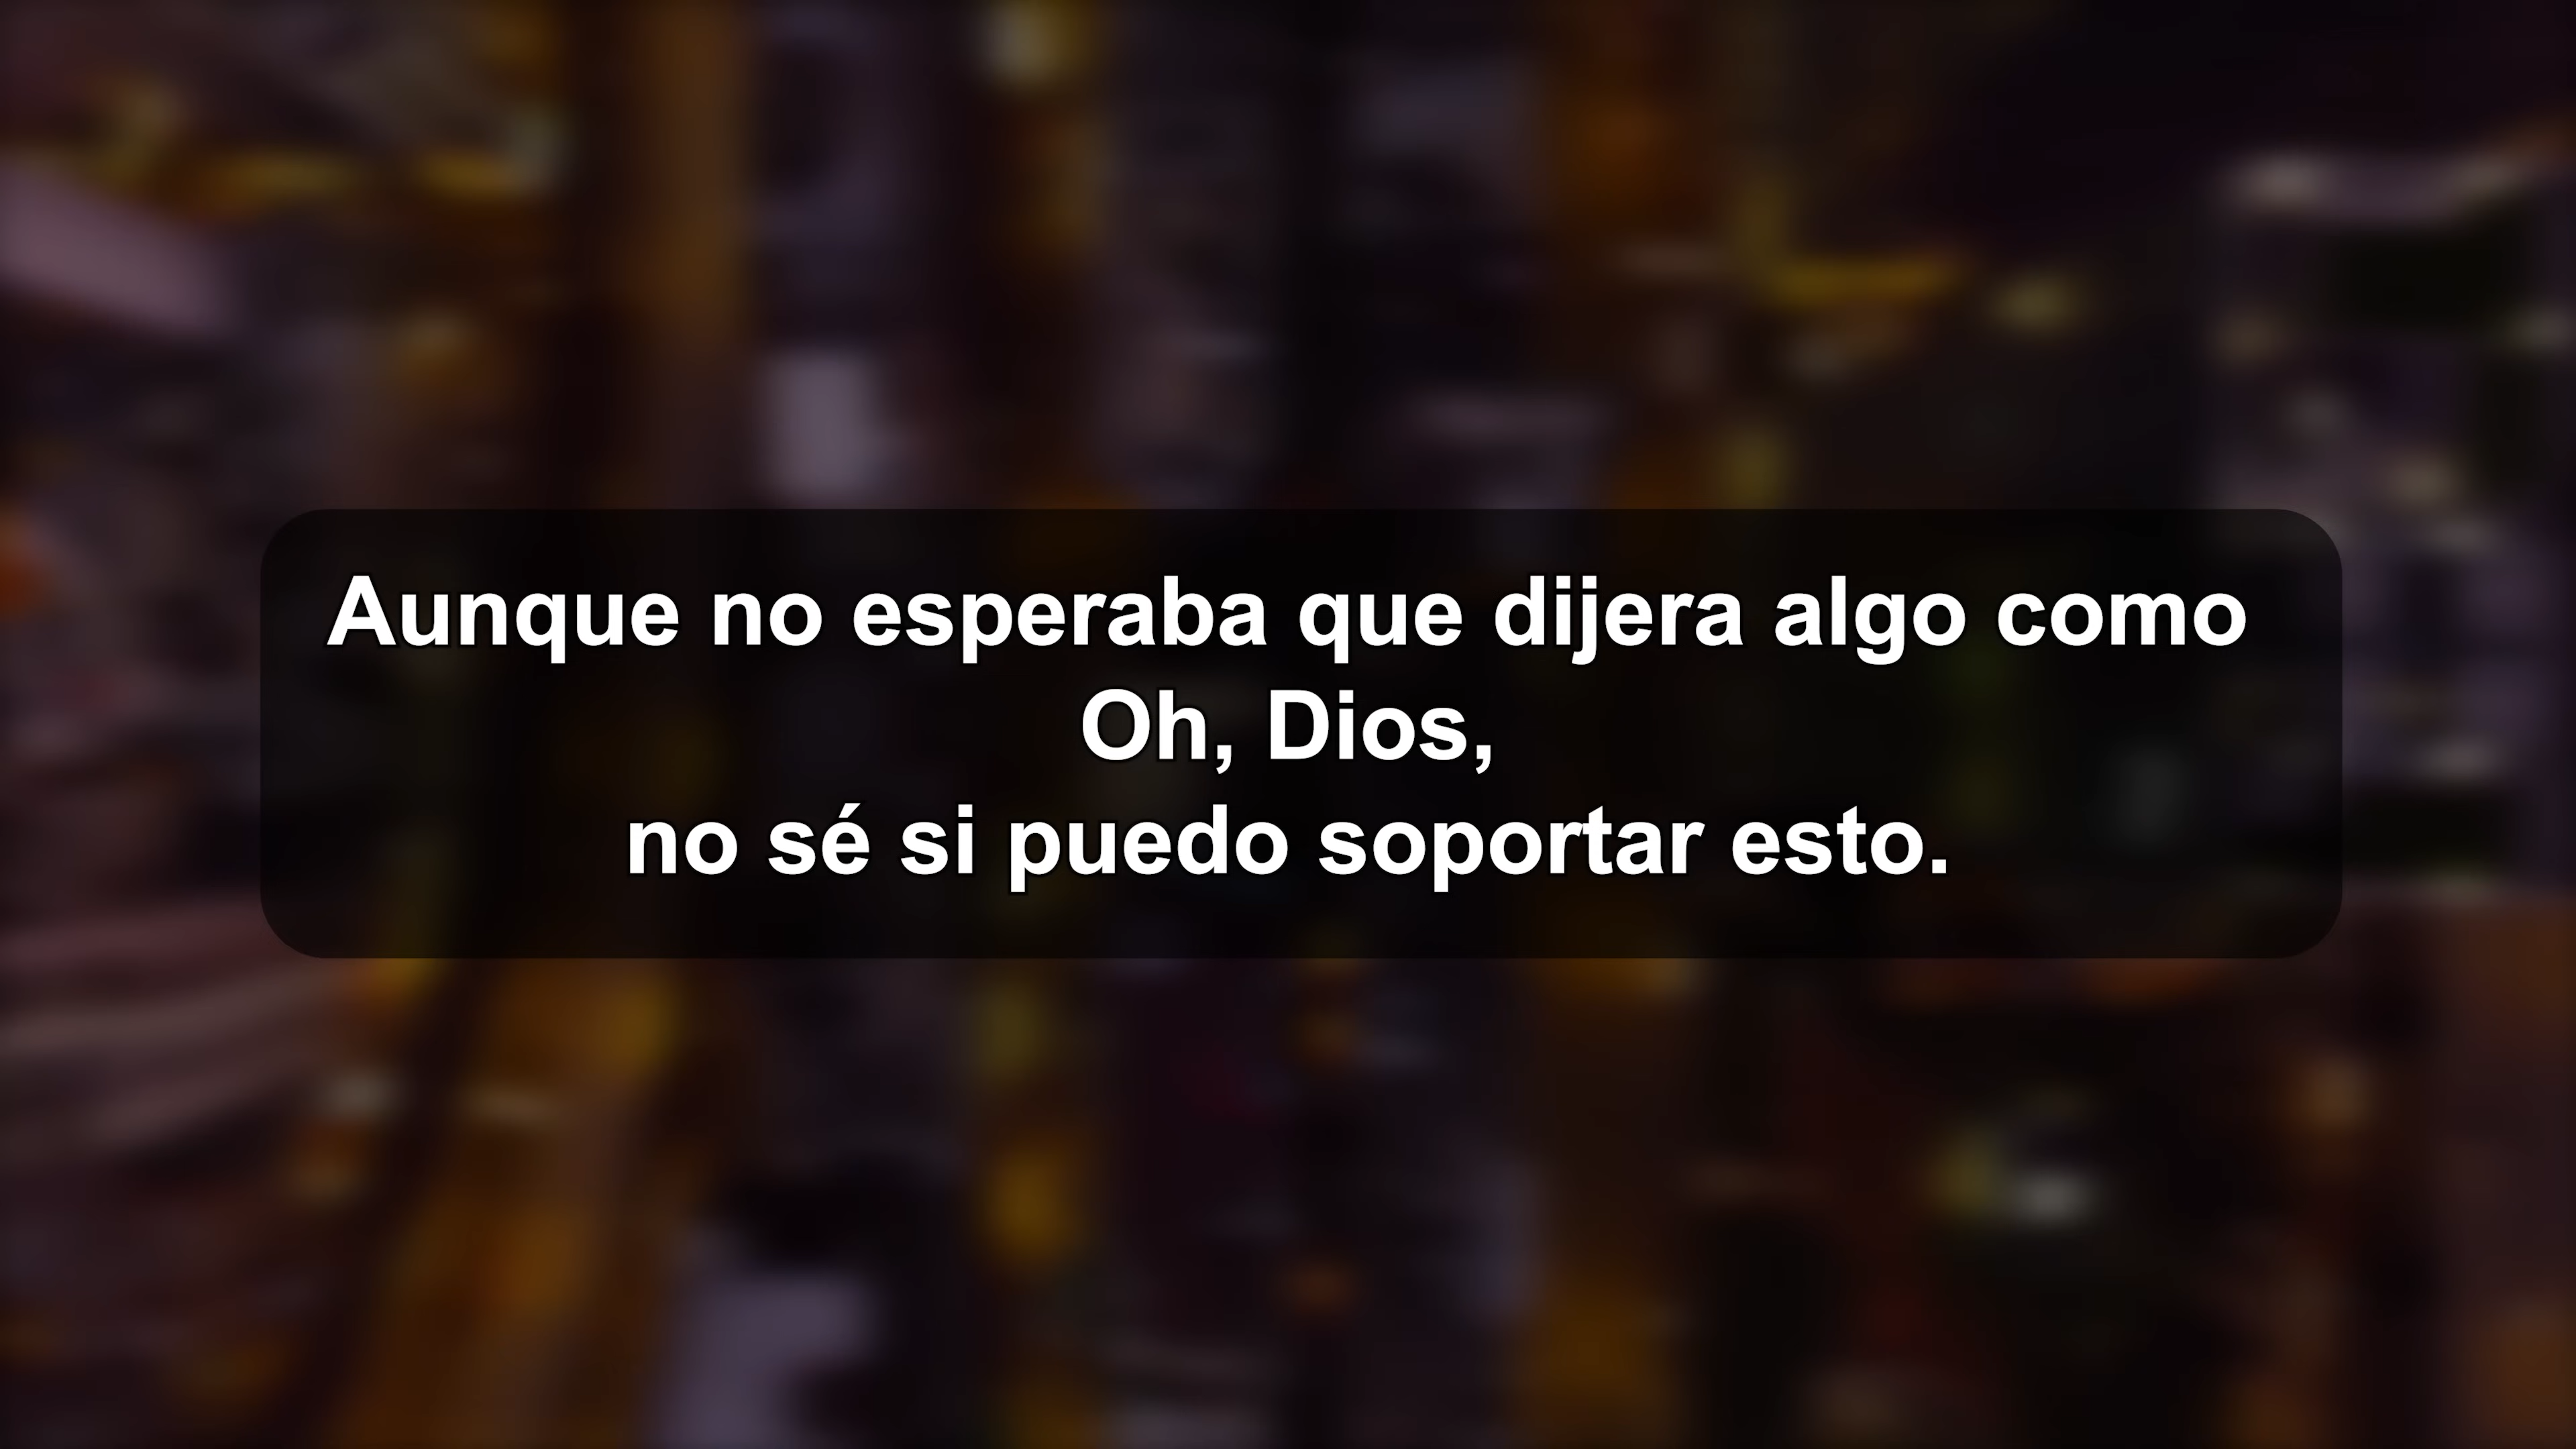 Aunque no esperaba que dijera algo como
Oh, Dios,
no sé si puedo soportar esto.